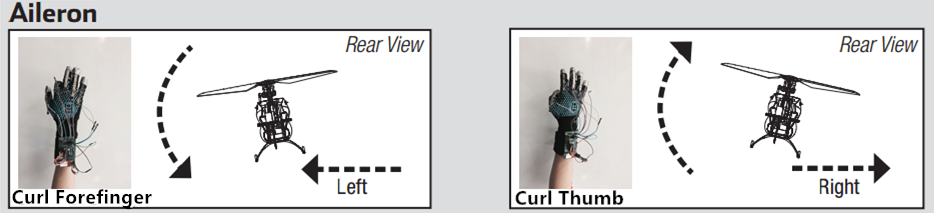 Aileron
Rear View
Left
Curl Forefinger
Rear View
Right
Curl Thumb